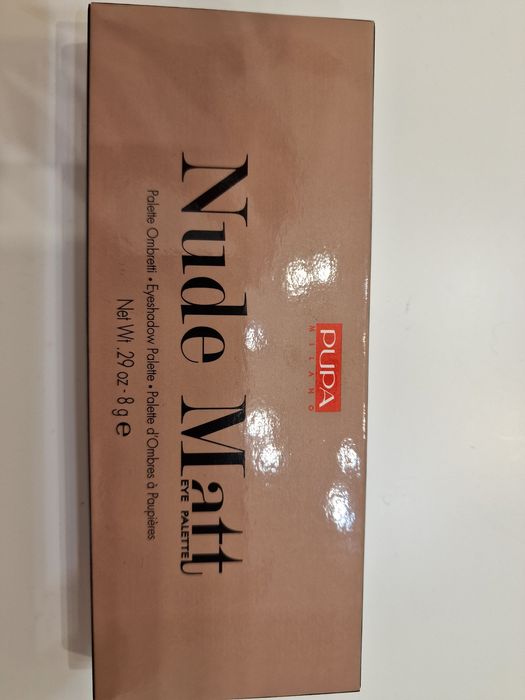 PUPA
MILANO
Nude Matt
EYE PALETTE
Palette Ombretti • Eyeshadow Palette • Palette d'Ombres à Paupières
Net Wt .29 oz - 8 g ℮